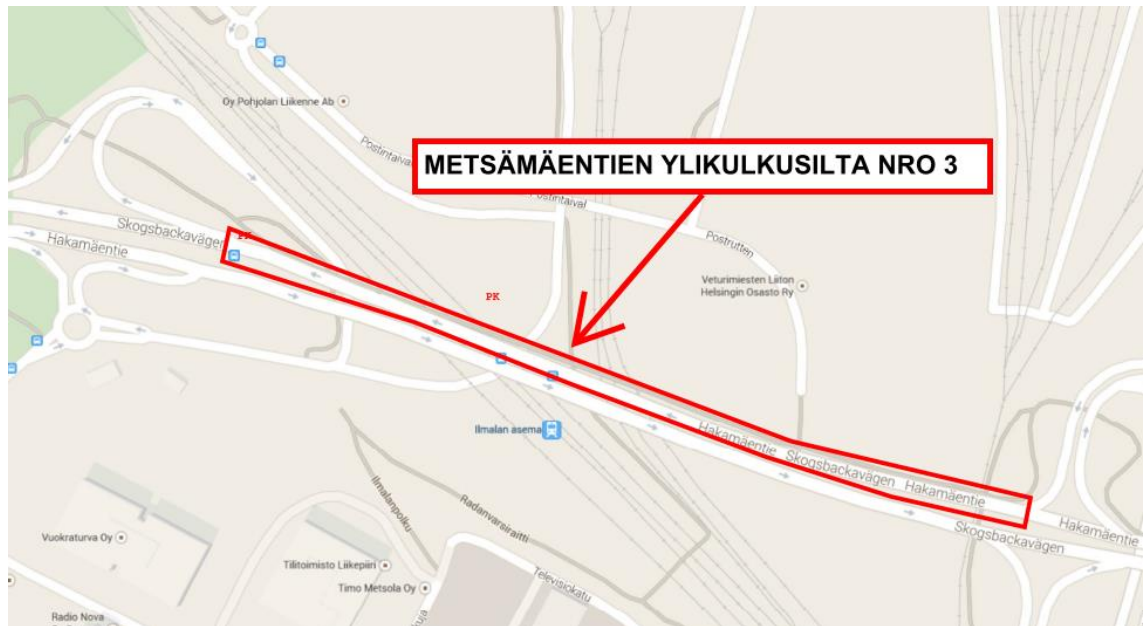 Oy Pohjolan Liikenne Ab
Postintaival
METSÄMÄENTIEN YLIKULKUSILTA NRO 3
Postintaival
Skogsbackavägen
PK
Hakamäentie
Postirutten
Veturimiesten Liiton
Helsingin Osasto Ry
PK
Ilmalan asema
Hakamäentie
Skogsbackavägen
Hakamäentie
Hakamäentie
Skogsbackavägen
Ilmalanpolku
Radanvarsiraitti
Vuokraturva Oy
Tilitoimisto Liikepiiri
Televisiokatu
Timo Metsola Oy
Radio Nova